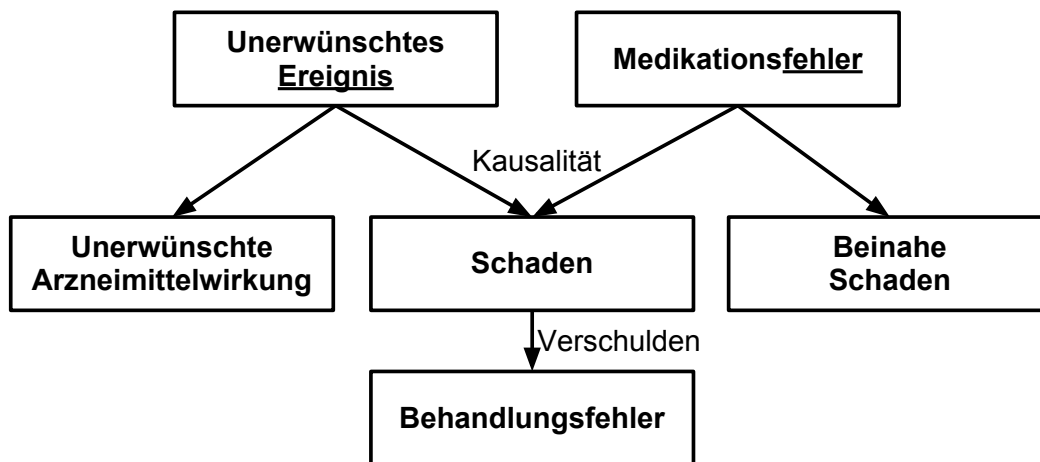 Unerwünschtes
Ereignis
Medikationsfehler
Kausalität
Unerwünschte
Arzneimittelwirkung
Schaden
Beinahe
Schaden
Verschulden
Behandlungsfehler